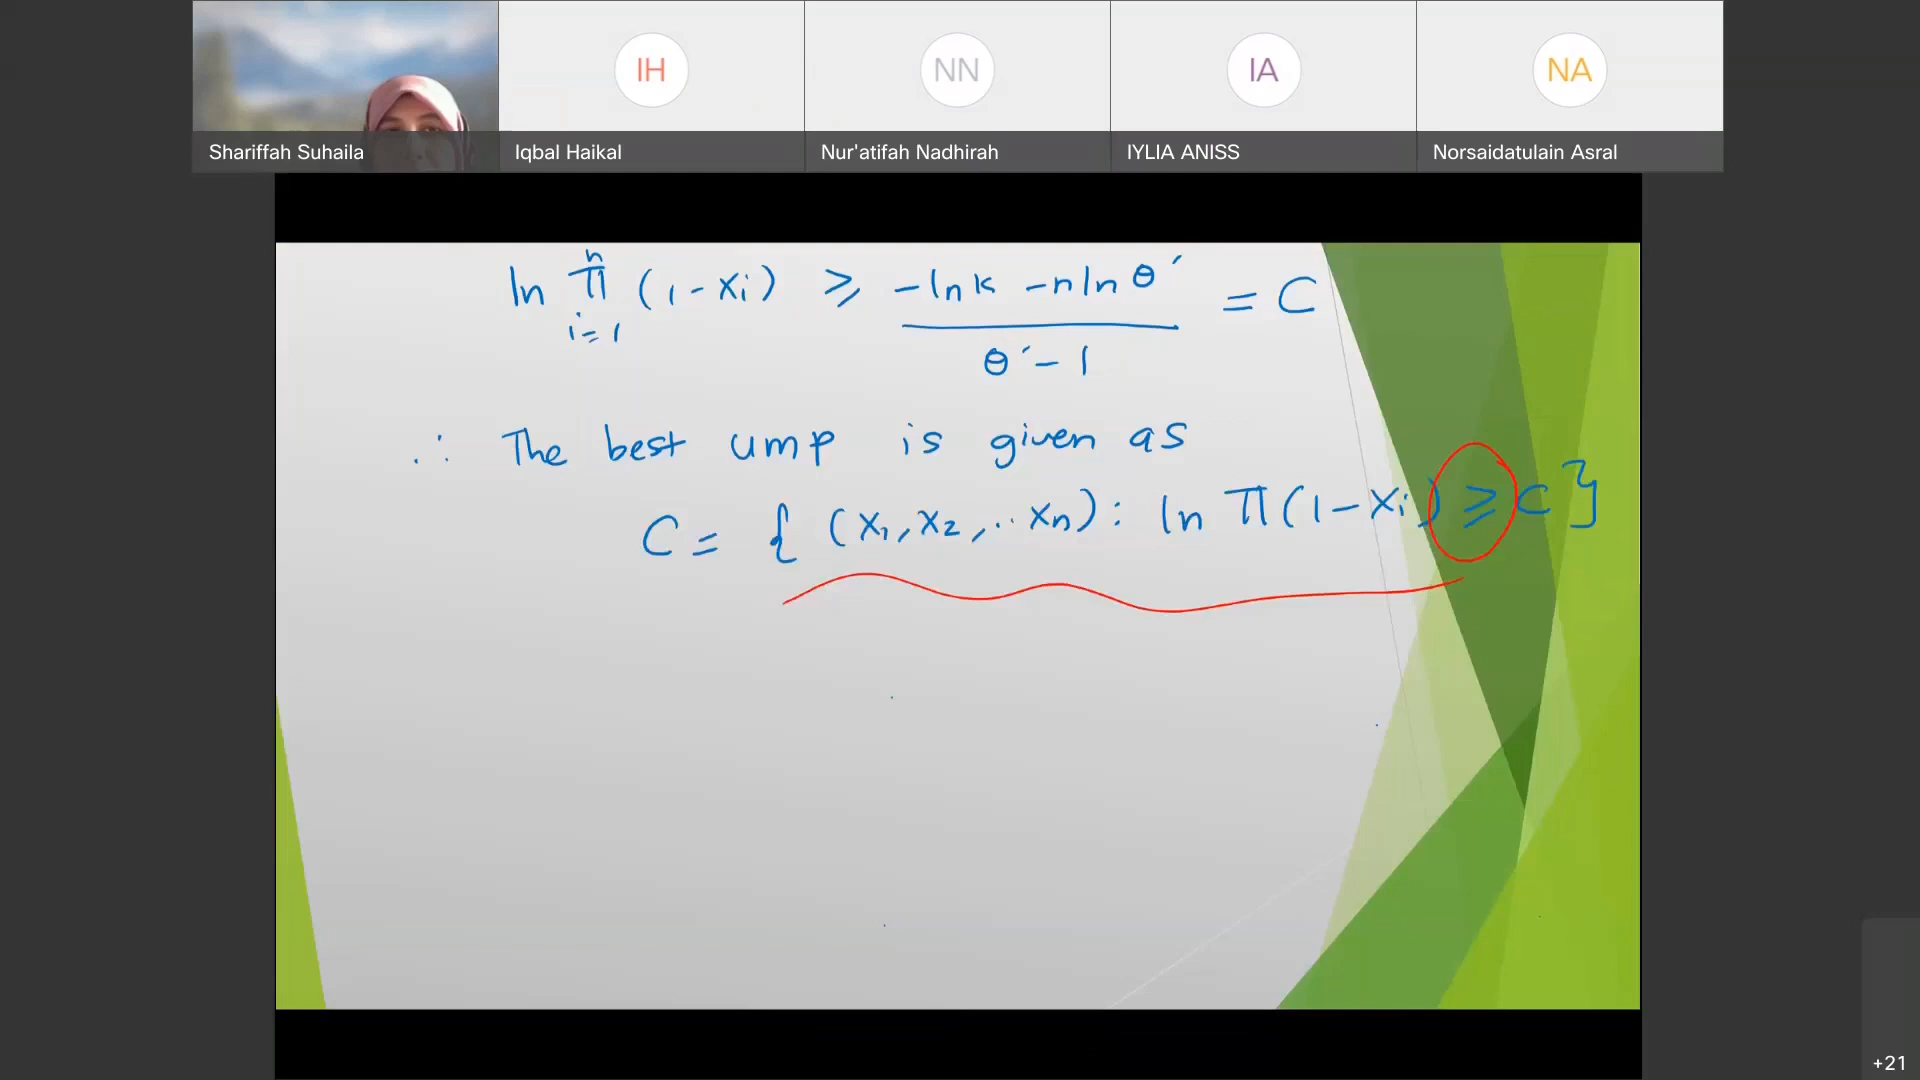 IH
NN
IA
NA
Shariffah Suhaila
Iqbal Haikal
Nur'atifah Nadhirah
IYLIA ANISS
Norsaidatulain Asral
ln ∏ⁿᵢ₌₁ (1-xᵢ) ≥ (-ln k - n ln θ′) / (θ′ - 1) = C
∴ The best ump is given as
C = { (x₁, x₂, .. xₙ) : ln ∏ (1-xᵢ) ≥ C }
+21